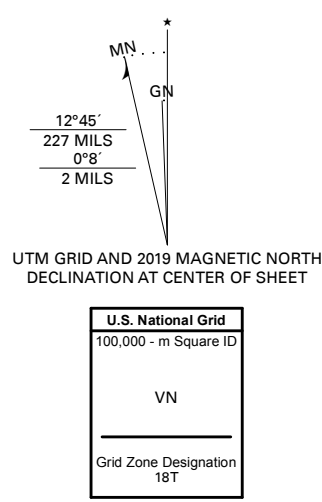 ★
MN
GN
12°45´
227 MILS
0°8´
2 MILS
UTM GRID AND 2019 MAGNETIC NORTH
DECLINATION AT CENTER OF SHEET
U.S. National Grid
100,000 - m Square ID
VN
Grid Zone Designation
18T